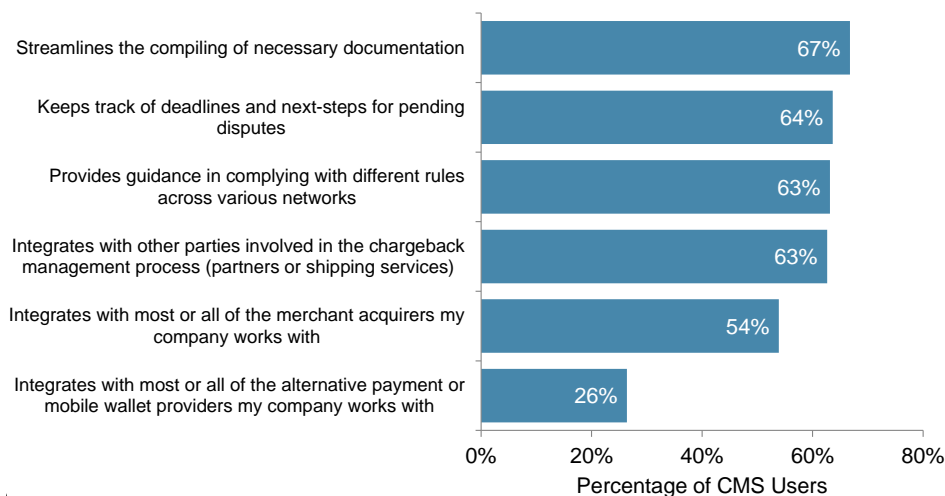 Streamlines the compiling of necessary documentation
67%
Keeps track of deadlines and next-steps for pending
disputes
64%
Provides guidance in complying with different rules
across various networks
63%
Integrates with other parties involved in the chargeback
management process (partners or shipping services)
63%
Integrates with most or all of the merchant acquirers my
company works with
54%
Integrates with most or all of the alternative payment or
mobile wallet providers my company works with
26%
0% 20% 40% 60% 80%
Percentage of CMS Users